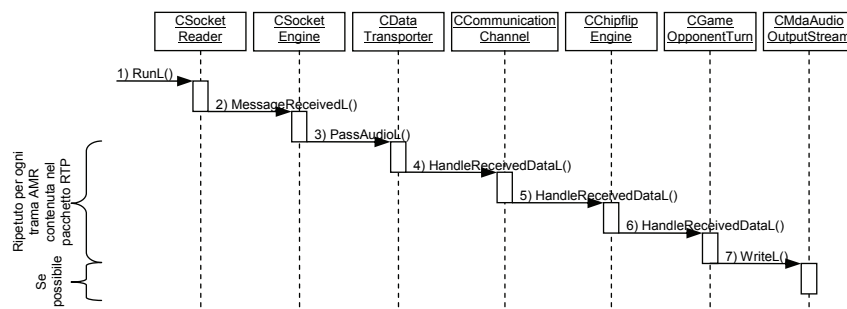 CSocket
Reader
CSocket
Engine
CData
Transporter
CCommunication
Channel
CChipflip
Engine
CGame
OpponentTurn
CMdaAudio
OutputStream
1) RunL()
2) MessageReceivedL()
3) PassAudioL()
4) HandleReceivedDataL()
5) HandleReceivedDataL()
6) HandleReceivedDataL()
7) WriteL()
Ripetuto per ogni
trama AMR
contenuta nel
pacchetto RTP
Se
possibile